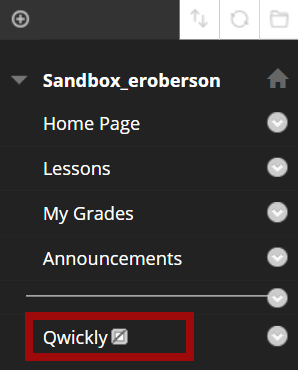 Sandbox_eroberson
Home Page
Lessons
My Grades
Announcements
Qwickly